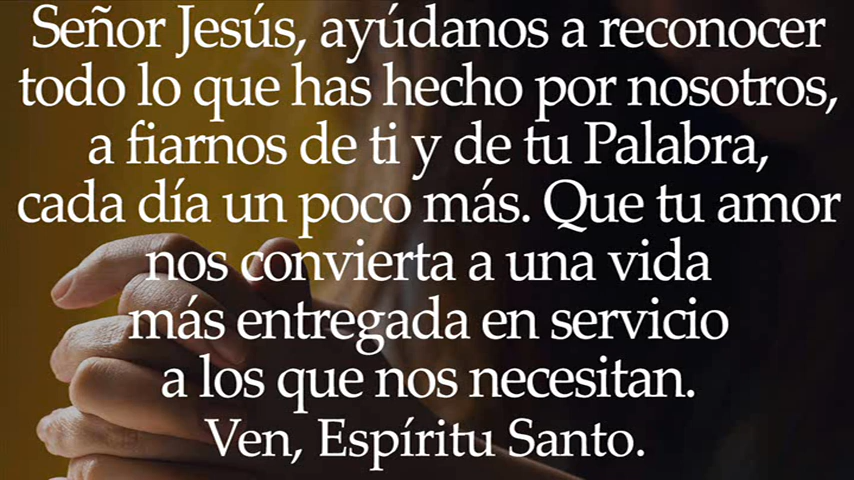 Señor Jesús, ayúdanos a reconocer
todo lo que has hecho por nosotros,
a fiarnos de ti y de tu Palabra,
cada día un poco más. Que tu amor
nos convierta a una vida
más entregada en servicio
a los que nos necesitan.
Ven, Espíritu Santo.